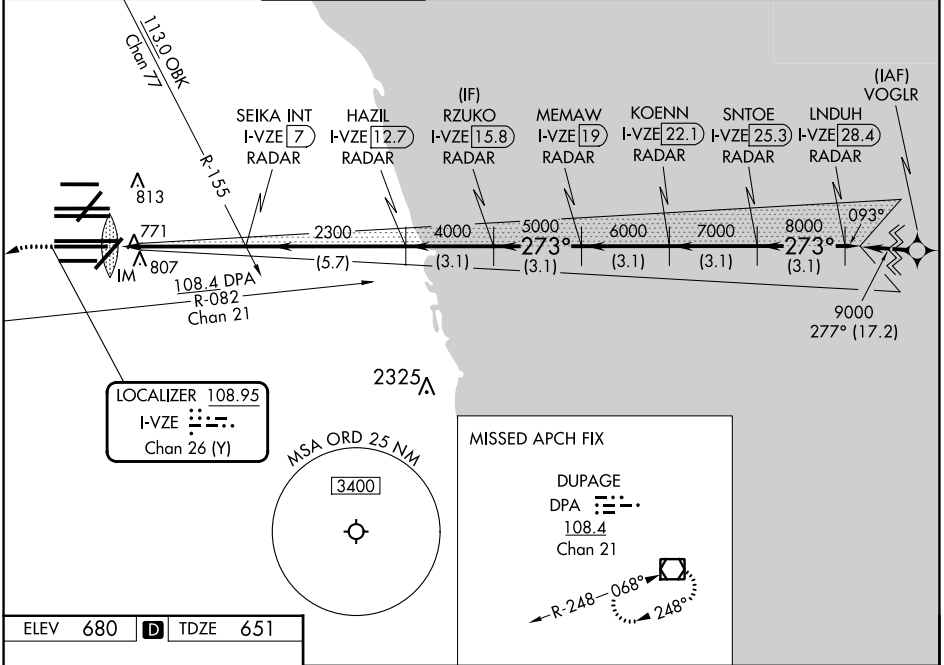 113.0 OBK
Chan 77
R-155
SEIKA INT
I-VZE 7
RADAR
HAZIL
I-VZE 12.7
RADAR
(IF)
RZUKO
I-VZE 15.8
RADAR
MEMAW
I-VZE 19
RADAR
KOENN
I-VZE 22.1
RADAR
SNTOE
I-VZE 25.3
RADAR
LNDUH
I-VZE 28.4
RADAR
(IAF)
VOGLR
813
771
807
IM
2300
4000
5000
6000
7000
8000
093°
273°
273°
(5.7)
(3.1)
(3.1)
(3.1)
(3.1)
(3.1)
9000
277° (17.2)
108.4 DPA
R-082
Chan 21
LOCALIZER 108.95
I-VZE
Chan 26 (Y)
2325
MSA ORD 25 NM
3400
MISSED APCH FIX
DUPAGE
DPA
108.4
Chan 21
R-248
068°
248°
ELEV 680 D TDZE 651